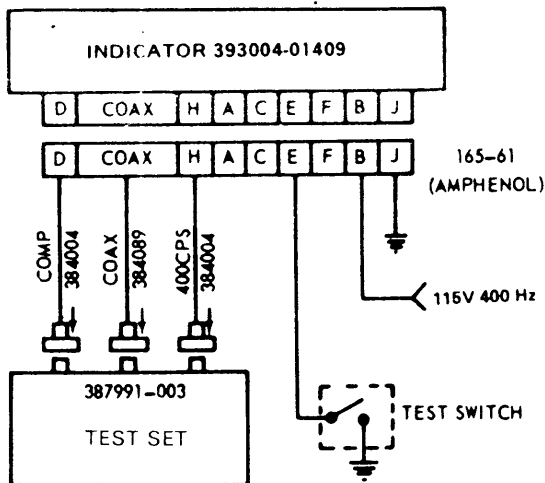 INDICATOR 393004-01409
D COAX H A C E F B J
D COAX H A C E F B J
165-61
(AMPHENOL)
COMP
384004
COAX
384089
400CPS
384004
115V 400 Hz
387991-003
TEST SET
TEST SWITCH